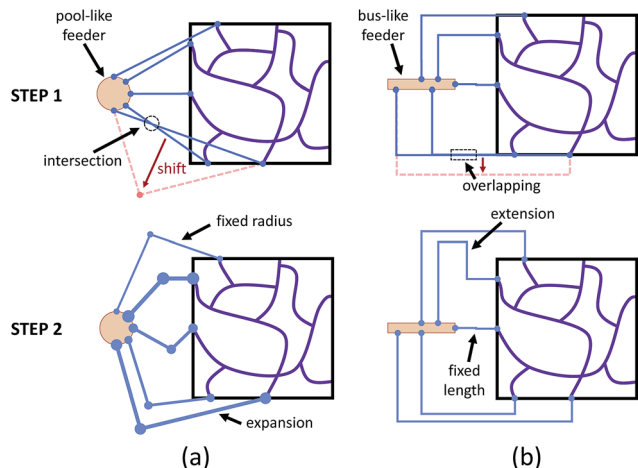 pool-like
feeder
STEP 1
intersection
shift
bus-like
feeder
overlapping
fixed radius
STEP 2
expansion
extension
fixed
length
(a)
(b)